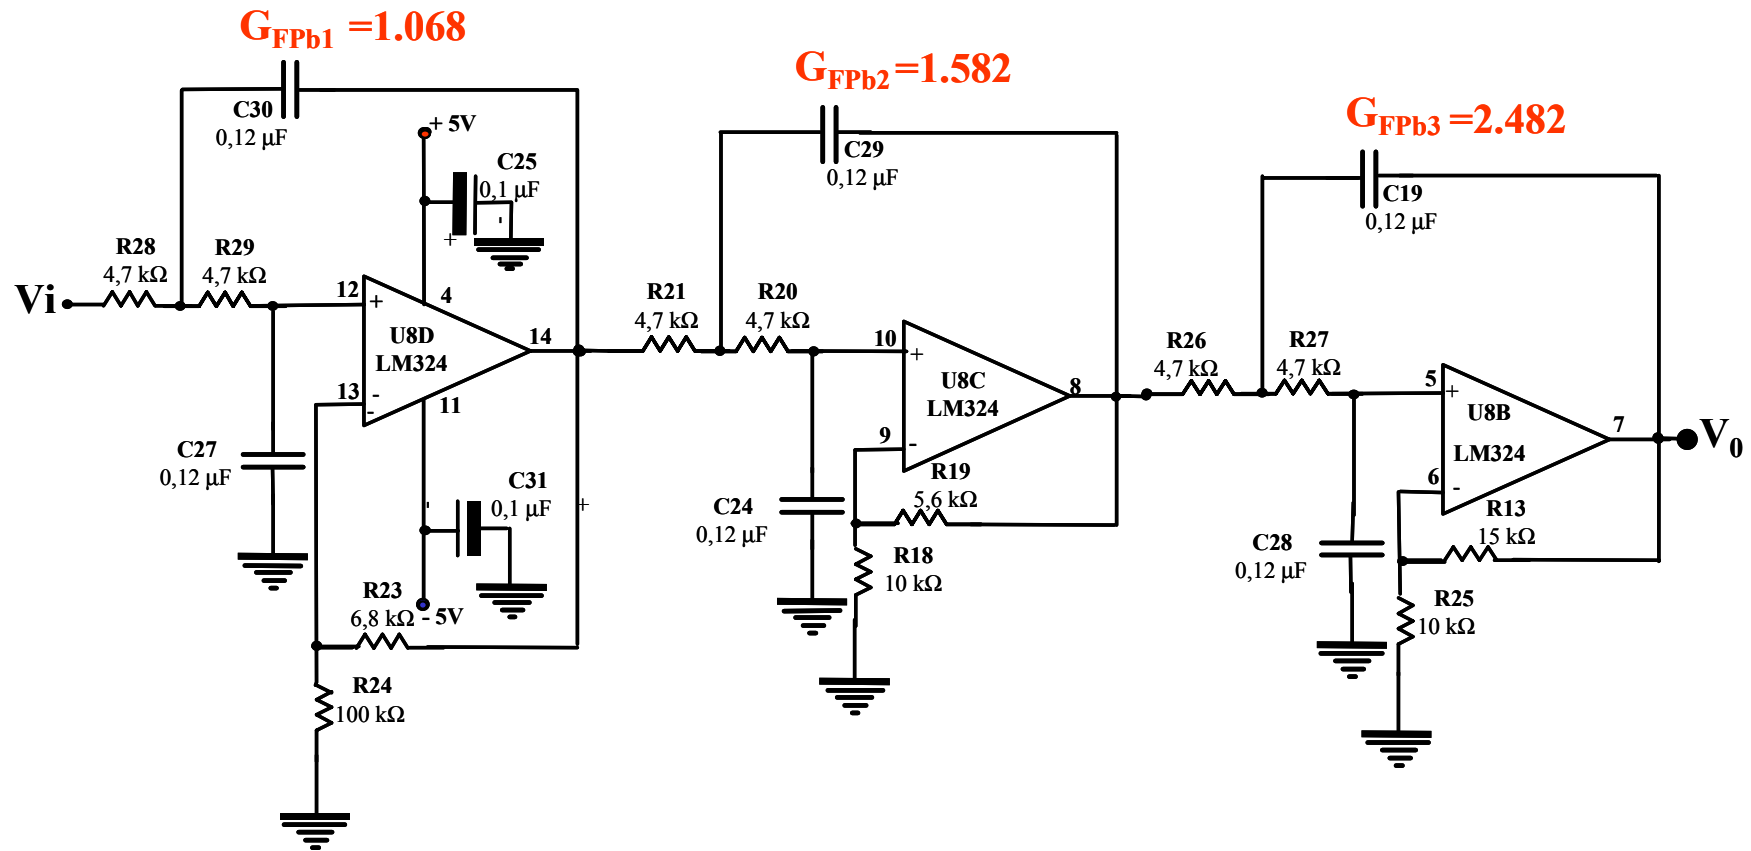 G_FPb1 =1.068
G_FPb2 =1.582
G_FPb3 =2.482
C30
0,12 µF
+ 5V
C25
0,1 µF
+
-
C29
0,12 µF
C19
0,12 µF
R28
4,7 kΩ
R29
4,7 kΩ
Vi
12
+
4
U8D
LM324
14
13
-
-
11
R21
4,7 kΩ
R20
4,7 kΩ
10
+
U8C
LM324
8
9
-
R26
4,7 kΩ
R27
4,7 kΩ
5
+
U8B
LM324
7
6
-
V0
C27
0,12 µF
C31
0,1 µF
-
+
R19
5,6 kΩ
C24
0,12 µF
R18
10 kΩ
R13
15 kΩ
C28
0,12 µF
R25
10 kΩ
R23
6,8 kΩ
- 5V
R24
100 kΩ